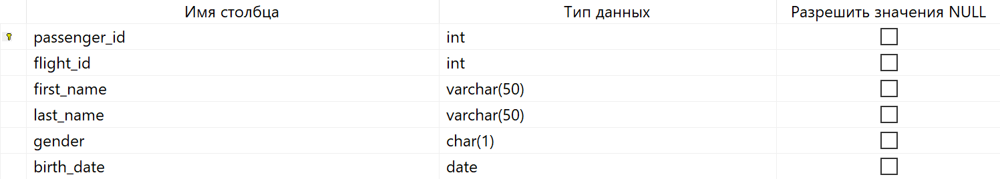 Имя столбца Тип данных Разрешить значения NULL
passenger_id int
flight_id int
first_name varchar(50)
last_name varchar(50)
gender char(1)
birth_date date